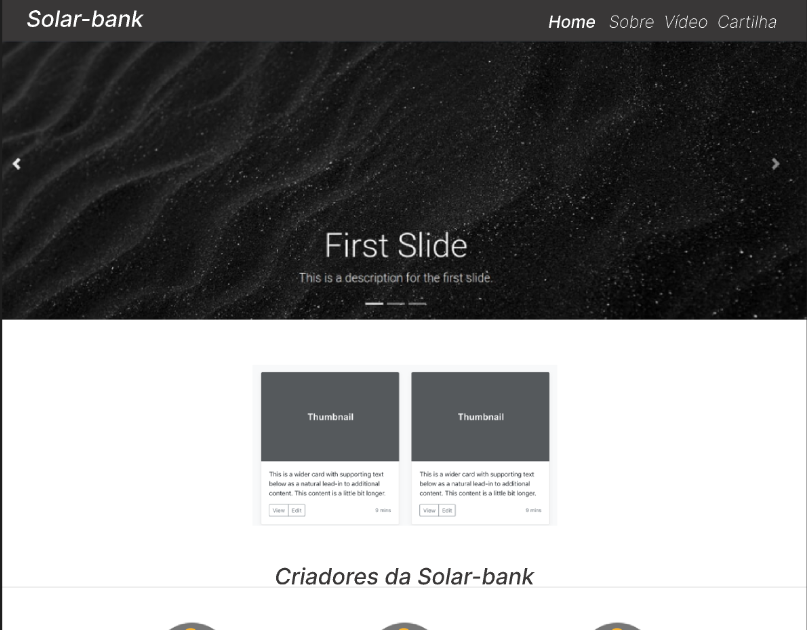 Solar-bank
Home Sobre Vídeo Cartilha
First Slide
This is a description for the first slide.
Thumbnail
This is a wider card with supporting text
below as a natural lead-in to additional
content. This content is a little bit longer.
View Edit 9 mins
Thumbnail
This is a wider card with supporting text
below as a natural lead-in to additional
content. This content is a little bit longer.
View Edit 9 mins
Criadores da Solar-bank